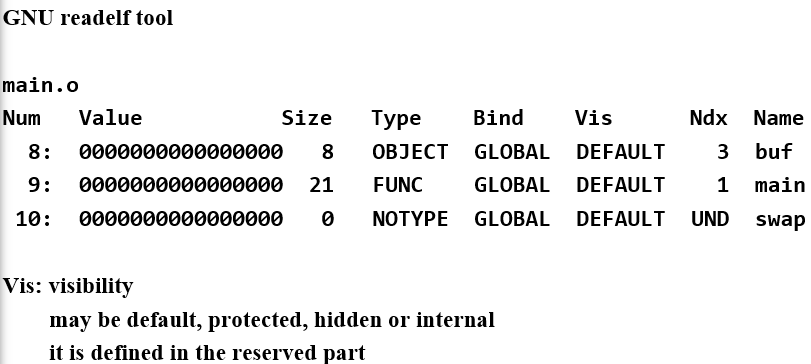 GNU readelf tool
main.o
Num Value Size Type Bind Vis Ndx Name
8: 0000000000000000 8 OBJECT GLOBAL DEFAULT 3 buf
9: 0000000000000000 21 FUNC GLOBAL DEFAULT 1 main
10: 0000000000000000 0 NOTYPE GLOBAL DEFAULT UND swap
Vis: visibility
may be default, protected, hidden or internal
it is defined in the reserved part